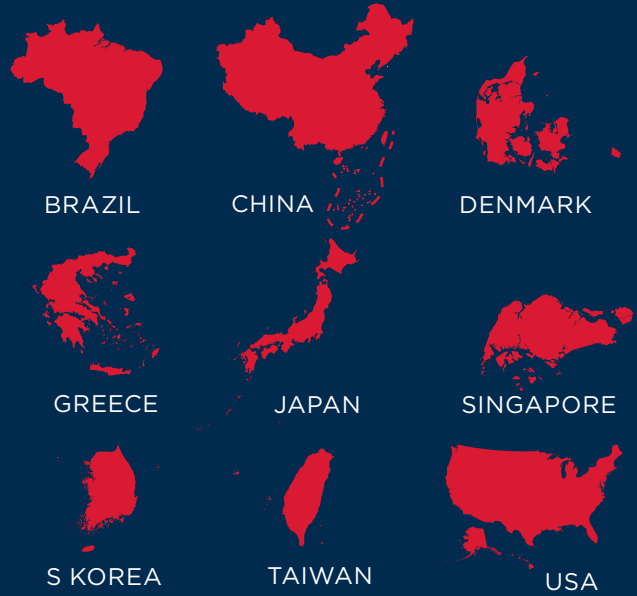 BRAZIL
CHINA
DENMARK
GREECE
JAPAN
SINGAPORE
S KOREA
TAIWAN
USA